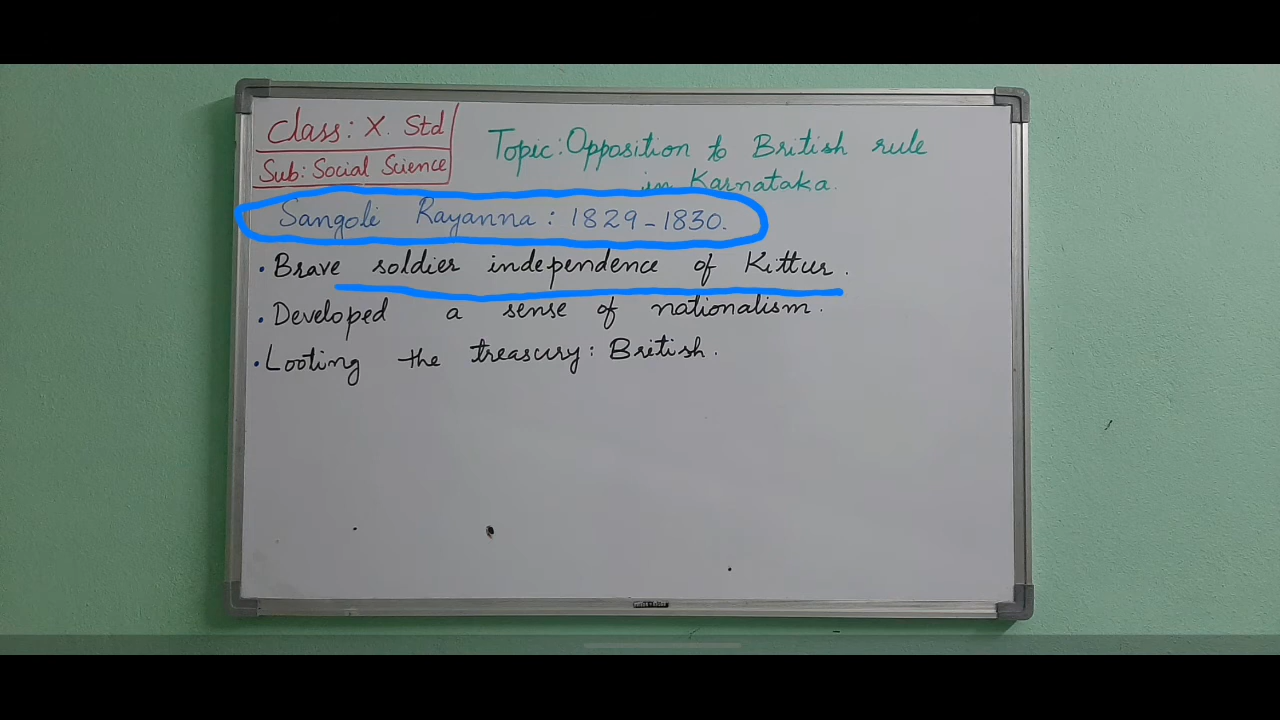 Class: X. Std
Sub: Social Science
Topic: Opposition to British rule
in Karnataka.
Sangoli Rayanna: 1829-1830.
• Brave soldier independence of Kittur.
• Developed a sense of nationalism.
• Looting the treasury: British.